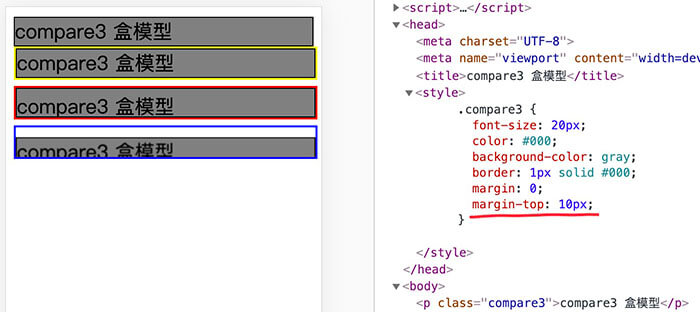 compare3 盒模型
compare3 盒模型
compare3 盒模型
compare3 盒模型
▶<script>…</script>
▼<head>
<meta charset="UTF-8">
<meta name="viewport" content="width=dev
<title>compare3 盒模型</title>
▼<style>
.compare3 {
font-size: 20px;
color: #000;
background-color: gray;
border: 1px solid #000;
margin: 0;
margin-top: 10px;
}
</style>
</head>
▼<body>
<p class="compare3">compare3 盒模型</p>